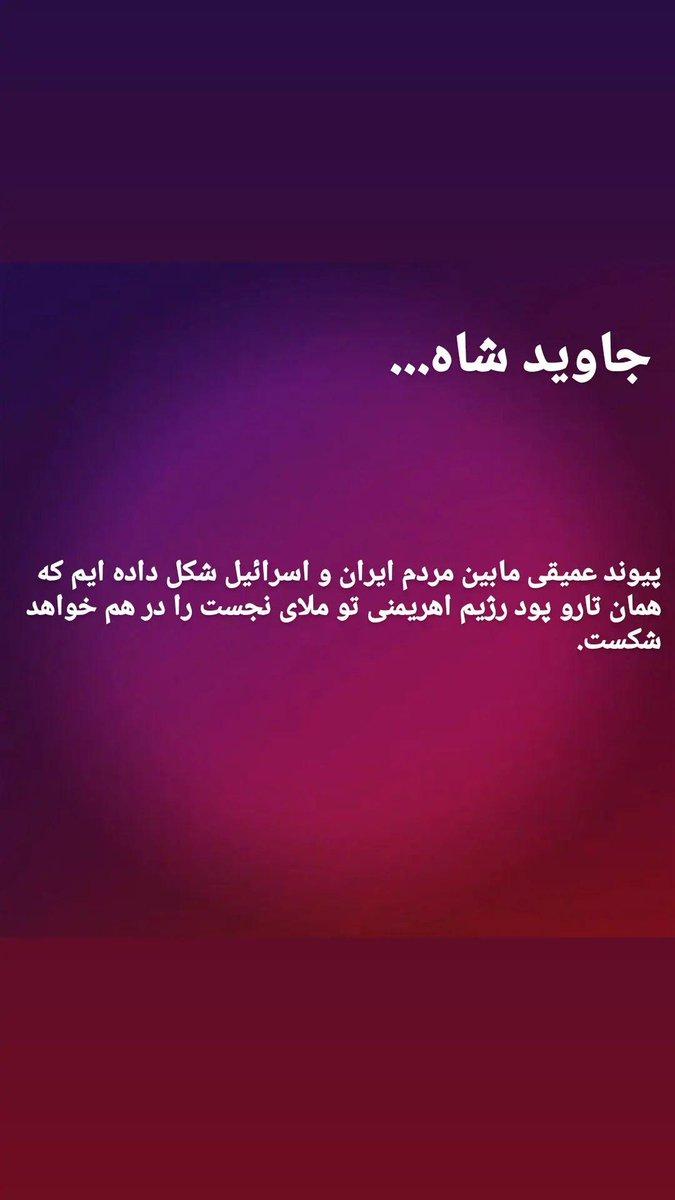 جاوید شاه...
پیوند عمیقی مابین مردم ایران و اسرائیل شکل داده ایم که
همان تارو پود رژیم اهریمنی تو ملای نجست را در هم خواهد
شکست.